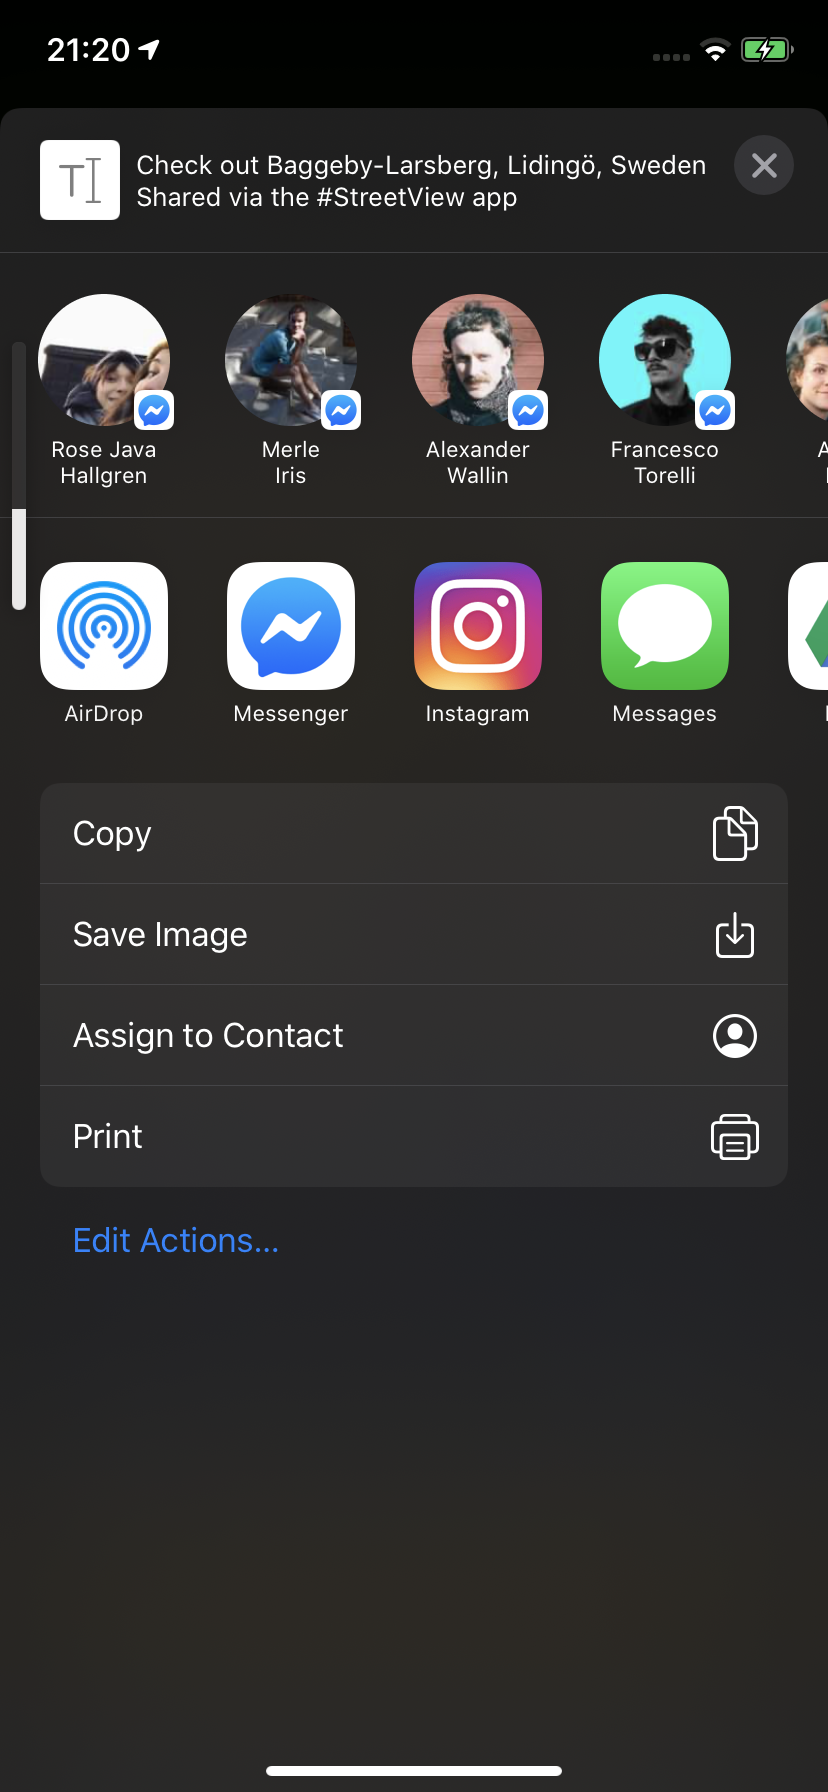 21:20
TI
Check out Baggeby-Larsberg, Lidingö, Sweden
Shared via the #StreetView app
Rose Java
Hallgren
Merle
Iris
Alexander
Wallin
Francesco
Torelli
AirDrop
Messenger
Instagram
Messages
Copy
Save Image
Assign to Contact
Print
Edit Actions...